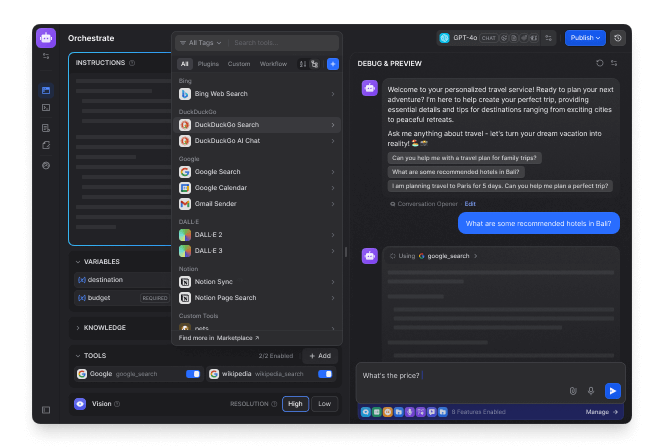 Orchestrate
INSTRUCTIONS
All Tags
Search tools...
All Plugins Custom Workflow
Bing
Bing Web Search
DuckDuckGo
DuckDuckGo Search
DuckDuckGo AI Chat
Google
Google Search
Google Calendar
Gmail Sender
DALL-E
DALL-E 2
DALL-E 3
Notion
Notion Sync
Notion Page Search
Custom Tools
pets
Find more in Marketplace ↗
VARIABLES
{x} destination
{x} budget REQUIRED
KNOWLEDGE
TOOLS 2/2 Enabled + Add
Google google_search
wikipedia wikipedia_search
Vision RESOLUTION High Low
GPT-4o CHAT
Publish
DEBUG & PREVIEW
Welcome to your personalized travel service! Ready to plan your next
adventure? I'm here to help create your perfect trip, providing
essential details and tips for destinations ranging from exciting cities
to peaceful retreats.
Ask me anything about travel - let's turn your dream vacation into
reality! 🏖️
Can you help me with a travel plan for family trips?
What are some recommended hotels in Bali?
I am planning travel to Paris for 5 days. Can you help me plan a perfect trip?
Conversation Opener · Edit
What are some recommended hotels in Bali?
Using google_search
What's the price?
8 Features Enabled
Manage →